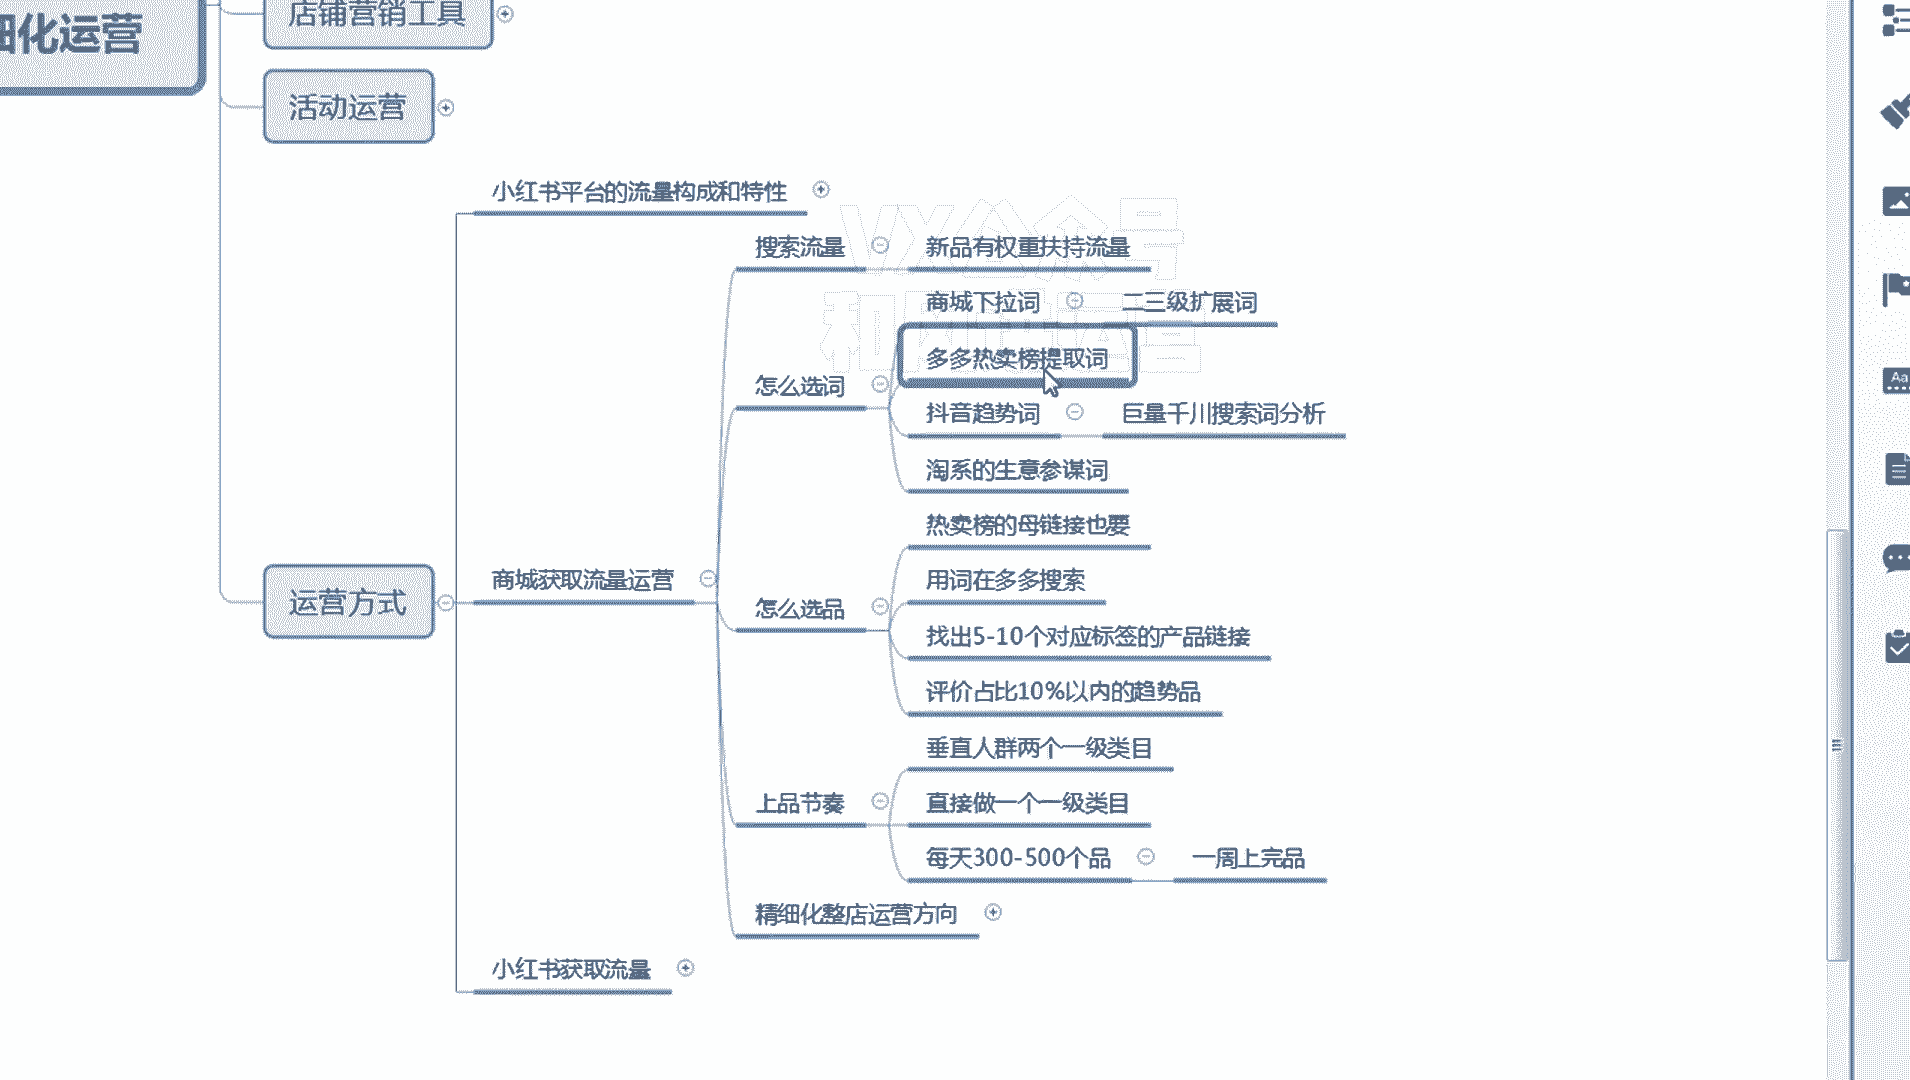 细化运营
店铺营销工具
活动运营
小红书平台的流量构成和特性
搜索流量
新品有权重扶持流量
商城下拉词
二三级扩展词
怎么选词
多多热卖榜提取词
抖音趋势词
巨量千川搜索词分析
淘系的生意参谋词
热卖榜的母链接也要
商城获取流量运营
用词在多多搜索
运营方式
怎么选品
找出5-10个对应标签的产品链接
评价占比10%以内的趋势品
垂直人群两个一级类目
上品节奏
直接做一个一级类目
每天300-500个品
一周上完品
精细化整店运营方向
小红书获取流量
VX公众号
Aa